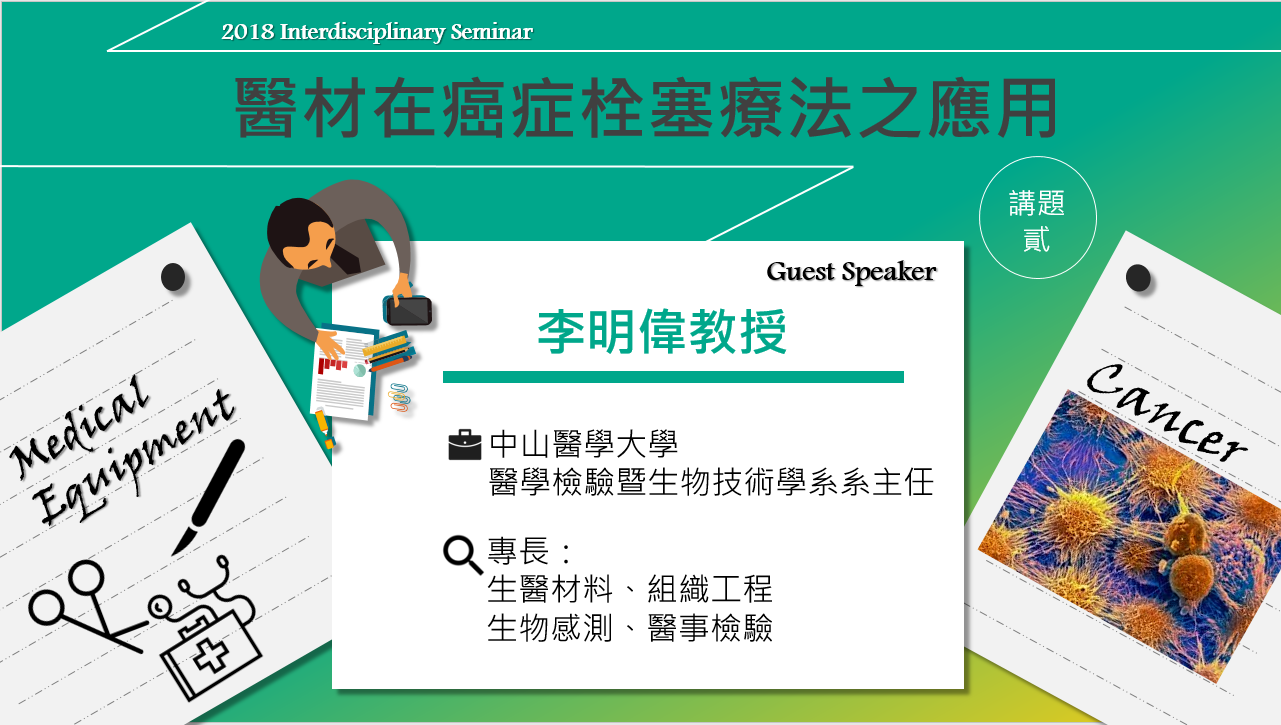 2018 Interdisciplinary Seminar
醫材在癌症栓塞療法之應用
講題
貳
Guest Speaker
李明偉教授
中山醫學大學
醫學檢驗暨生物技術學系系主任
專長：
生醫材料、組織工程
生物感測、醫事檢驗
Medical
Equipment
Cancer